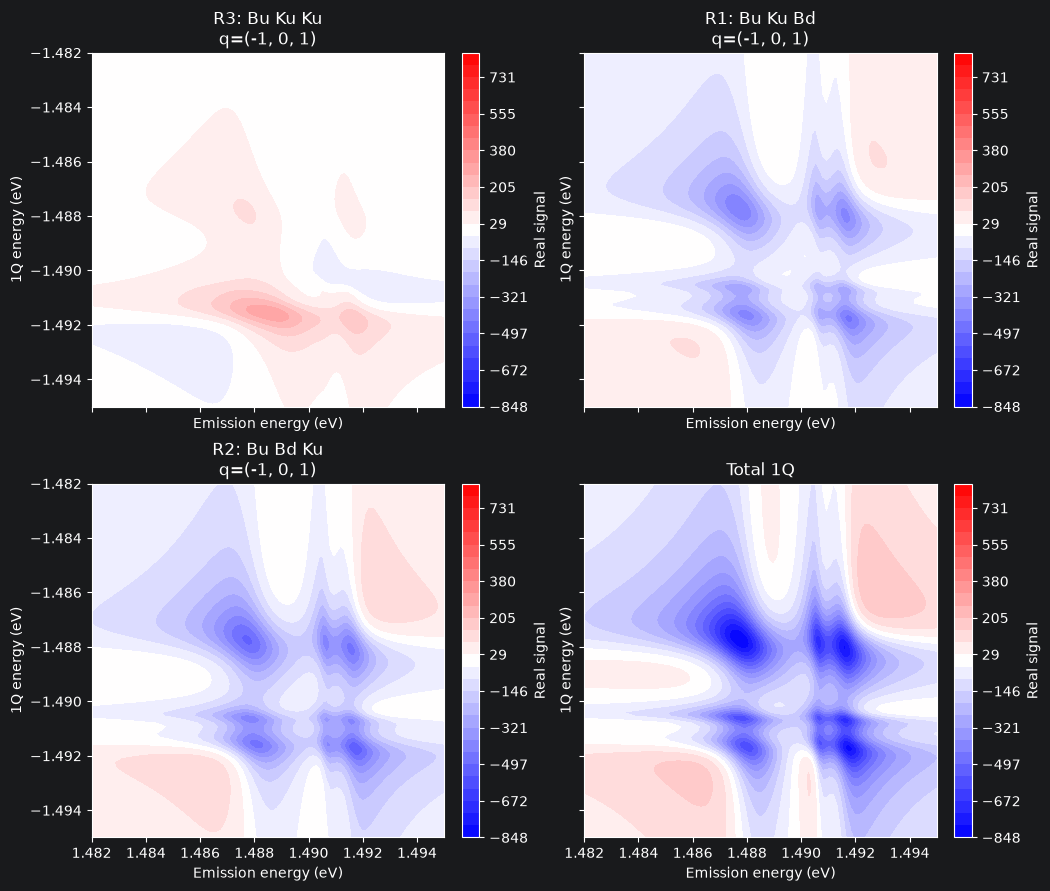 R3: Bu Ku Ku
q=(-1, 0, 1)
−1.482
−1.484
−1.486
−1.488
−1.490
−1.492
−1.494
1Q energy (eV)
Emission energy (eV)
731
555
380
205
29
−146
−321
−497
−672
−848
Real signal
R1: Bu Ku Bd
q=(-1, 0, 1)
1Q energy (eV)
Emission energy (eV)
731
555
380
205
29
−146
−321
−497
−672
−848
Real signal
R2: Bu Bd Ku
q=(-1, 0, 1)
−1.482
−1.484
−1.486
−1.488
−1.490
−1.492
−1.494
1Q energy (eV)
1.482 1.484 1.486 1.488 1.490 1.492 1.494
Emission energy (eV)
731
555
380
205
29
−146
−321
−497
−672
−848
Real signal
Total 1Q
1Q energy (eV)
1.482 1.484 1.486 1.488 1.490 1.492 1.494
Emission energy (eV)
731
555
380
205
29
−146
−321
−497
−672
−848
Real signal